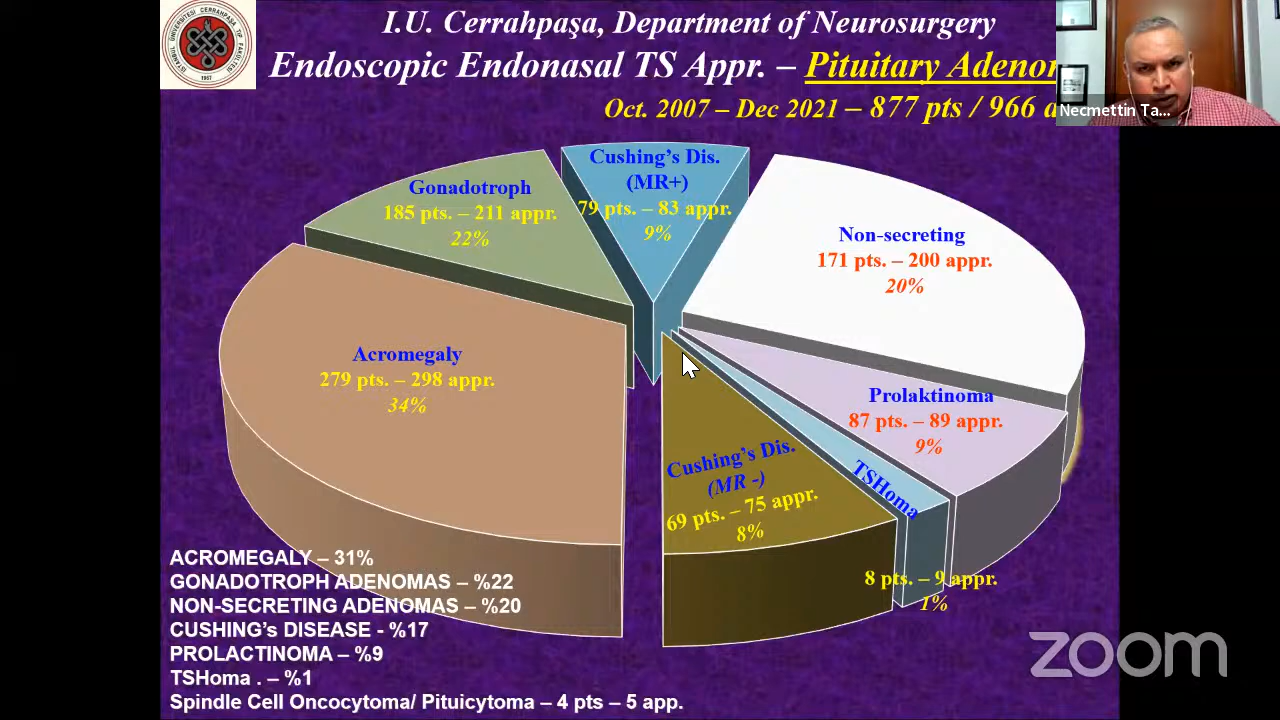 I.U. Cerrahpaşa, Department of Neurosurgery
Endoscopic Endonasal TS Appr. – Pituitary
Oct. 2007 – Dec 2021 – 877 pts / 966
Necmettin Ta...
Cushing's Dis.
(MR+)
79 pts. – 83 appr.
9%
Gonadotroph
185 pts. – 211 appr.
22%
Non-secreting
171 pts. – 200 appr.
20%
Acromegaly
279 pts. – 298 appr.
34%
Prolaktinoma
87 pts. – 89 appr.
9%
Cushing's Dis.
(MR -)
69 pts. – 75 appr.
8%
TSHoma
8 pts. – 9 appr.
1%
ACROMEGALY – 31%
GONADOTROPH ADENOMAS – %22
NON-SECRETING ADENOMAS – %20
CUSHING's DISEASE - %17
PROLACTINOMA – %9
TSHoma . – %1
Spindle Cell Oncocytoma/ Pituicytoma – 4 pts – 5 app.
zoom